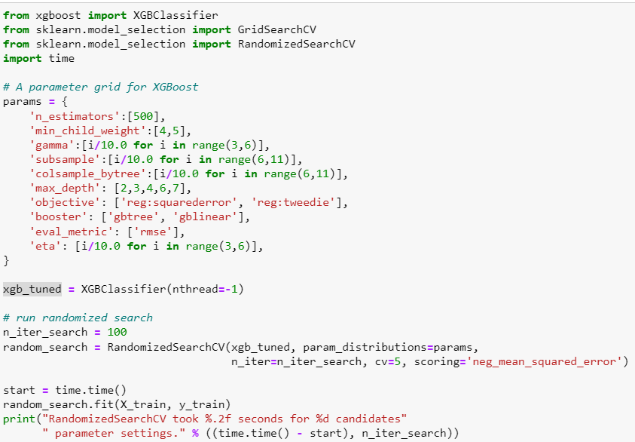 from xgboost import XGBClassifier
from sklearn.model_selection import GridSearchCV
from sklearn.model_selection import RandomizedSearchCV
import time

# A parameter grid for XGBoost
params = {
    'n_estimators':[500],
    'min_child_weight':[4,5],
    'gamma':[i/10.0 for i in range(3,6)],
    'subsample':[i/10.0 for i in range(6,11)],
    'colsample_bytree':[i/10.0 for i in range(6,11)],
    'max_depth': [2,3,4,6,7],
    'objective': ['reg:squarederror', 'reg:tweedie'],
    'booster': ['gbtree', 'gblinear'],
    'eval_metric': ['rmse'],
    'eta': [i/10.0 for i in range(3,6)],
}

xgb_tuned = XGBClassifier(nthread=-1)

# run randomized search
n_iter_search = 100
random_search = RandomizedSearchCV(xgb_tuned, param_distributions=params,
                                   n_iter=n_iter_search, cv=5, scoring='neg_mean_squared_error')

start = time.time()
random_search.fit(X_train, y_train)
print("RandomizedSearchCV took %.2f seconds for %d candidates"
      " parameter settings." % ((time.time() - start), n_iter_search))